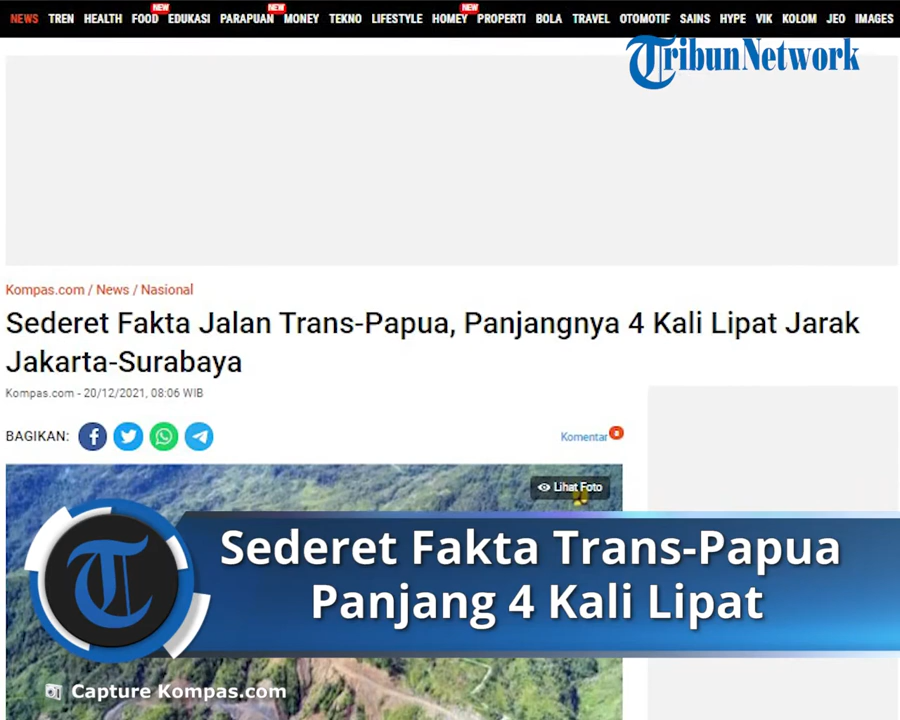 NEWS TREN HEALTH FOOD NEW EDUKASI PARAPUAN NEW MONEY TEKNO LIFESTYLE HOMEY NEW PROPERTI BOLA TRAVEL OTOMOTIF SAINS HYPE VIK KOLOM JEO IMAGES
TribunNetwork
Kompas.com / News / Nasional
Sederet Fakta Jalan Trans-Papua, Panjangnya 4 Kali Lipat Jarak
Jakarta-Surabaya
Kompas.com - 20/12/2021, 08:06 WIB
BAGIKAN:
Komentar
Lihat Foto
Sederet Fakta Trans-Papua
Panjang 4 Kali Lipat
Capture Kompas.com